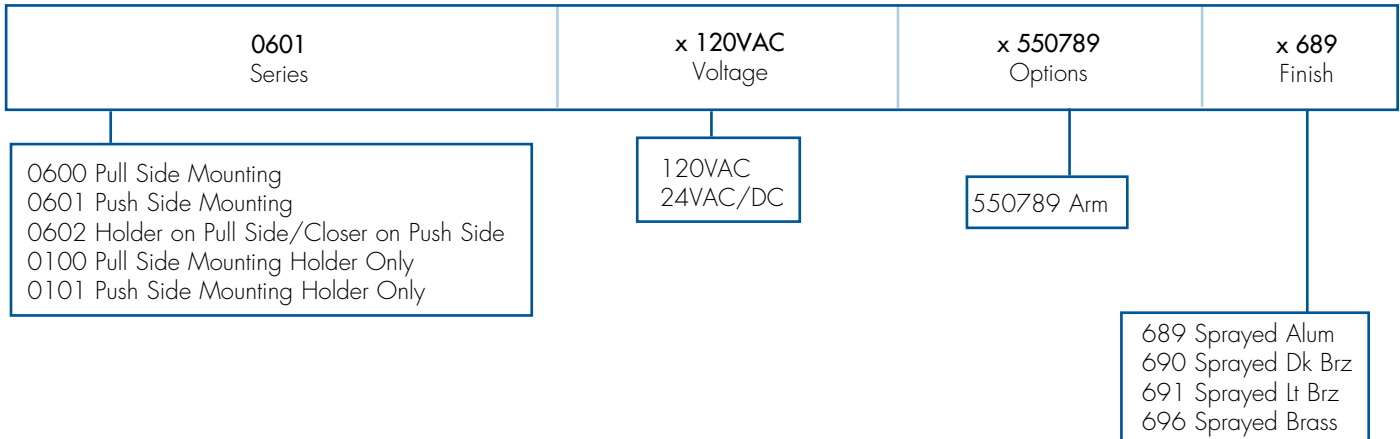 0601
Series
x 120VAC
Voltage
x 550789
Options
x 689
Finish
0600 Pull Side Mounting
0601 Push Side Mounting
0602 Holder on Pull Side/Closer on Push Side
0100 Pull Side Mounting Holder Only
0101 Push Side Mounting Holder Only
120VAC
24VAC/DC
550789 Arm
689 Sprayed Alum
690 Sprayed Dk Brz
691 Sprayed Lt Brz
696 Sprayed Brass